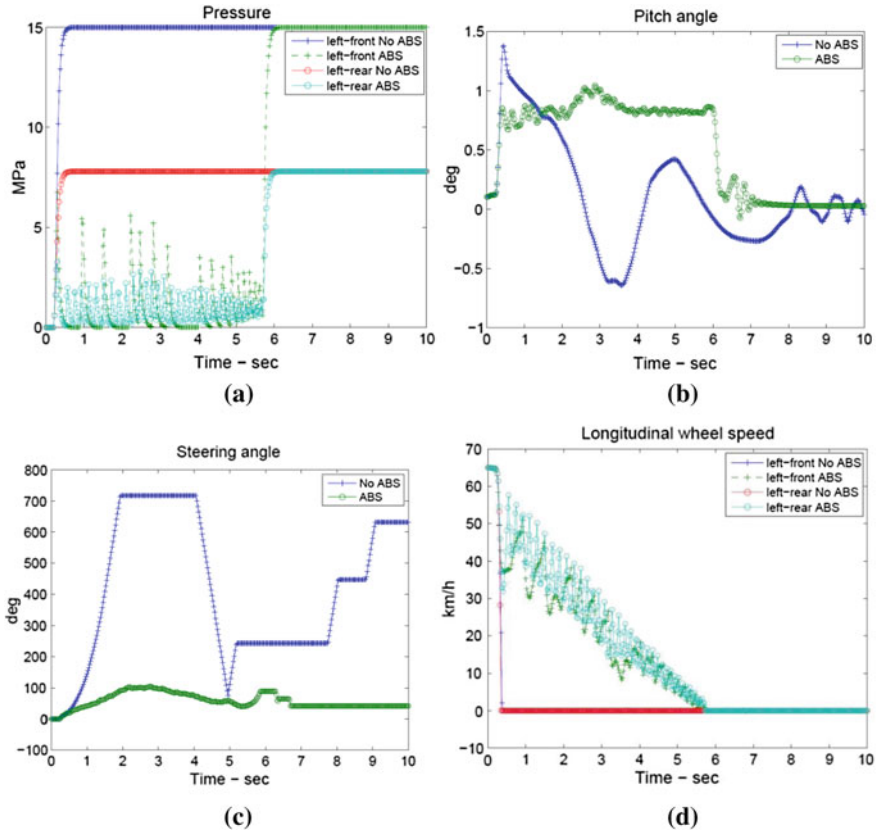 Pressure
15
10
5
0
MPa
left-front No ABS
left-front ABS
left-rear No ABS
left-rear ABS
0 1 2 3 4 5 6 7 8 9 10
Time – sec
(a)
Pitch angle
1.5
1
0.5
0
−0.5
−1
deg
No ABS
ABS
0 1 2 3 4 5 6 7 8 9 10
Time – sec
(b)
Steering angle
800
700
600
500
400
300
200
100
0
−100
deg
No ABS
ABS
0 1 2 3 4 5 6 7 8 9 10
Time – sec
(c)
Longitudinal wheel speed
70
60
50
40
30
20
10
0
−10
km/h
left-front No ABS
left-front ABS
left-rear No ABS
left-rear ABS
0 1 2 3 4 5 6 7 8 9 10
Time – sec
(d)